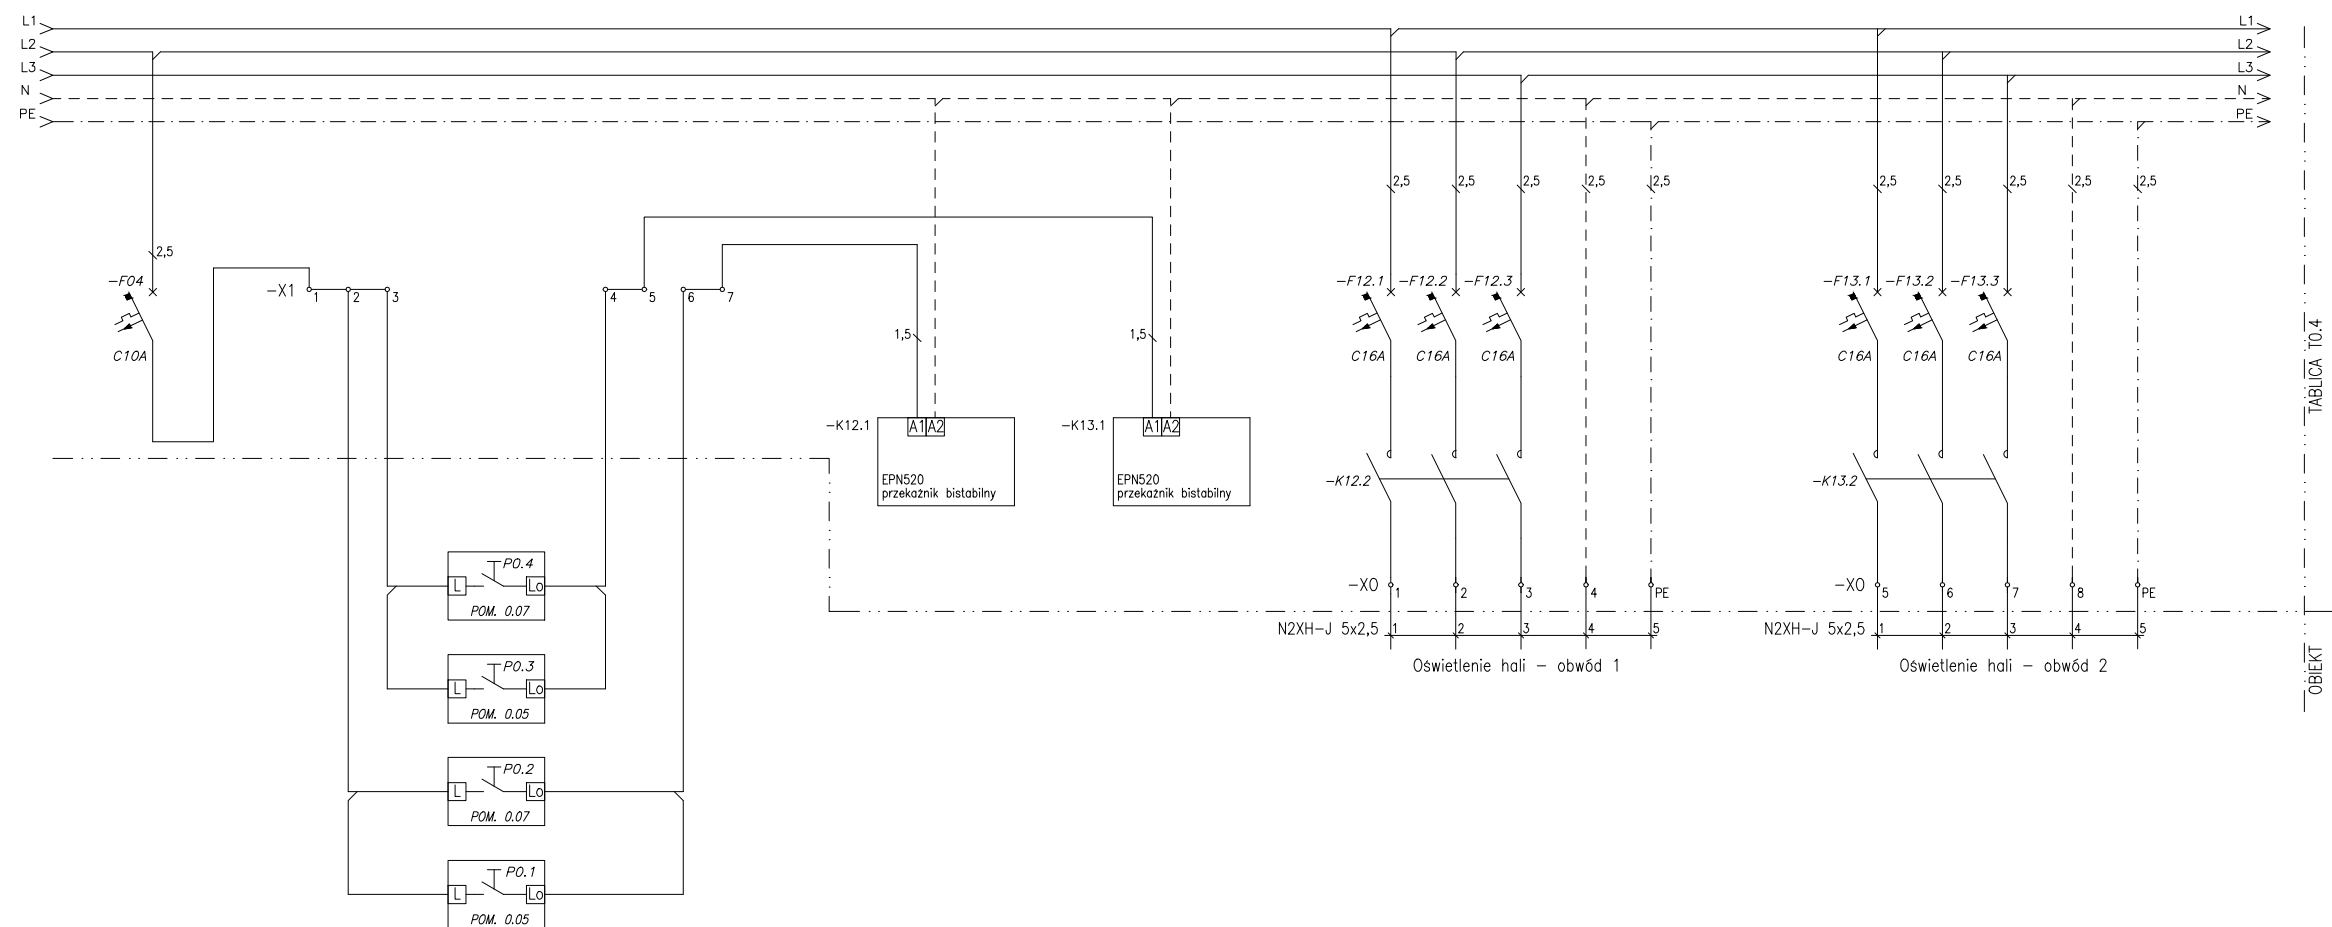 L1 L1
L2 L2
L3 L3
N N
PE PE
2,5 2,5 2,5 2,5 2,5 2,5 2,5 2,5 2,5 2,5
2,5
-F04 -F12.1 -F12.2 -F12.3 -F13.1 -F13.2 -F13.3
-X1 1 2 3 4 5 6 7
1,5 1,5
C10A C16A C16A C16A C16A C16A C16A
TABLICA T0.4
-K12.1 A1 A2 -K13.1 A1 A2
EPN520 EPN520
przekaźnik bistabilny przekaźnik bistabilny
-K12.2 -K13.2
P0.4
L Lo
POM. 0.07
-X0 1 2 3 4 PE -X0 5 6 7 8 PE
N2XH-J 5x2,5 1 2 3 4 5 N2XH-J 5x2,5 1 2 3 4 5
Oświetlenie hali - obwód 1 Oświetlenie hali - obwód 2
OBIEKT
P0.3
L Lo
POM. 0.05
P0.2
L Lo
POM. 0.07
P0.1
L Lo
POM. 0.05